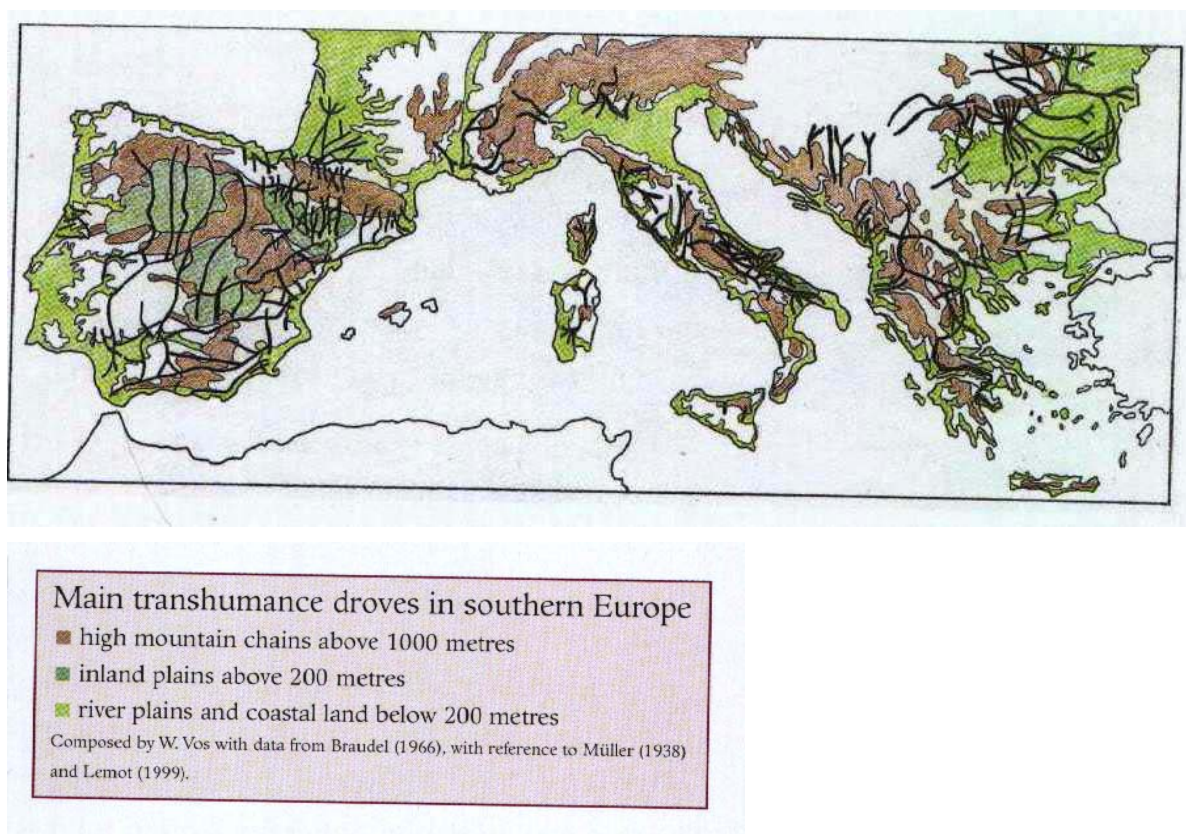 Main transhumance droves in southern Europe
high mountain chains above 1000 metres
inland plains above 200 metres
river plains and coastal land below 200 metres
Composed by W. Vos with data from Braudel (1966), with reference to Müller (1938)
and Lemot (1999).